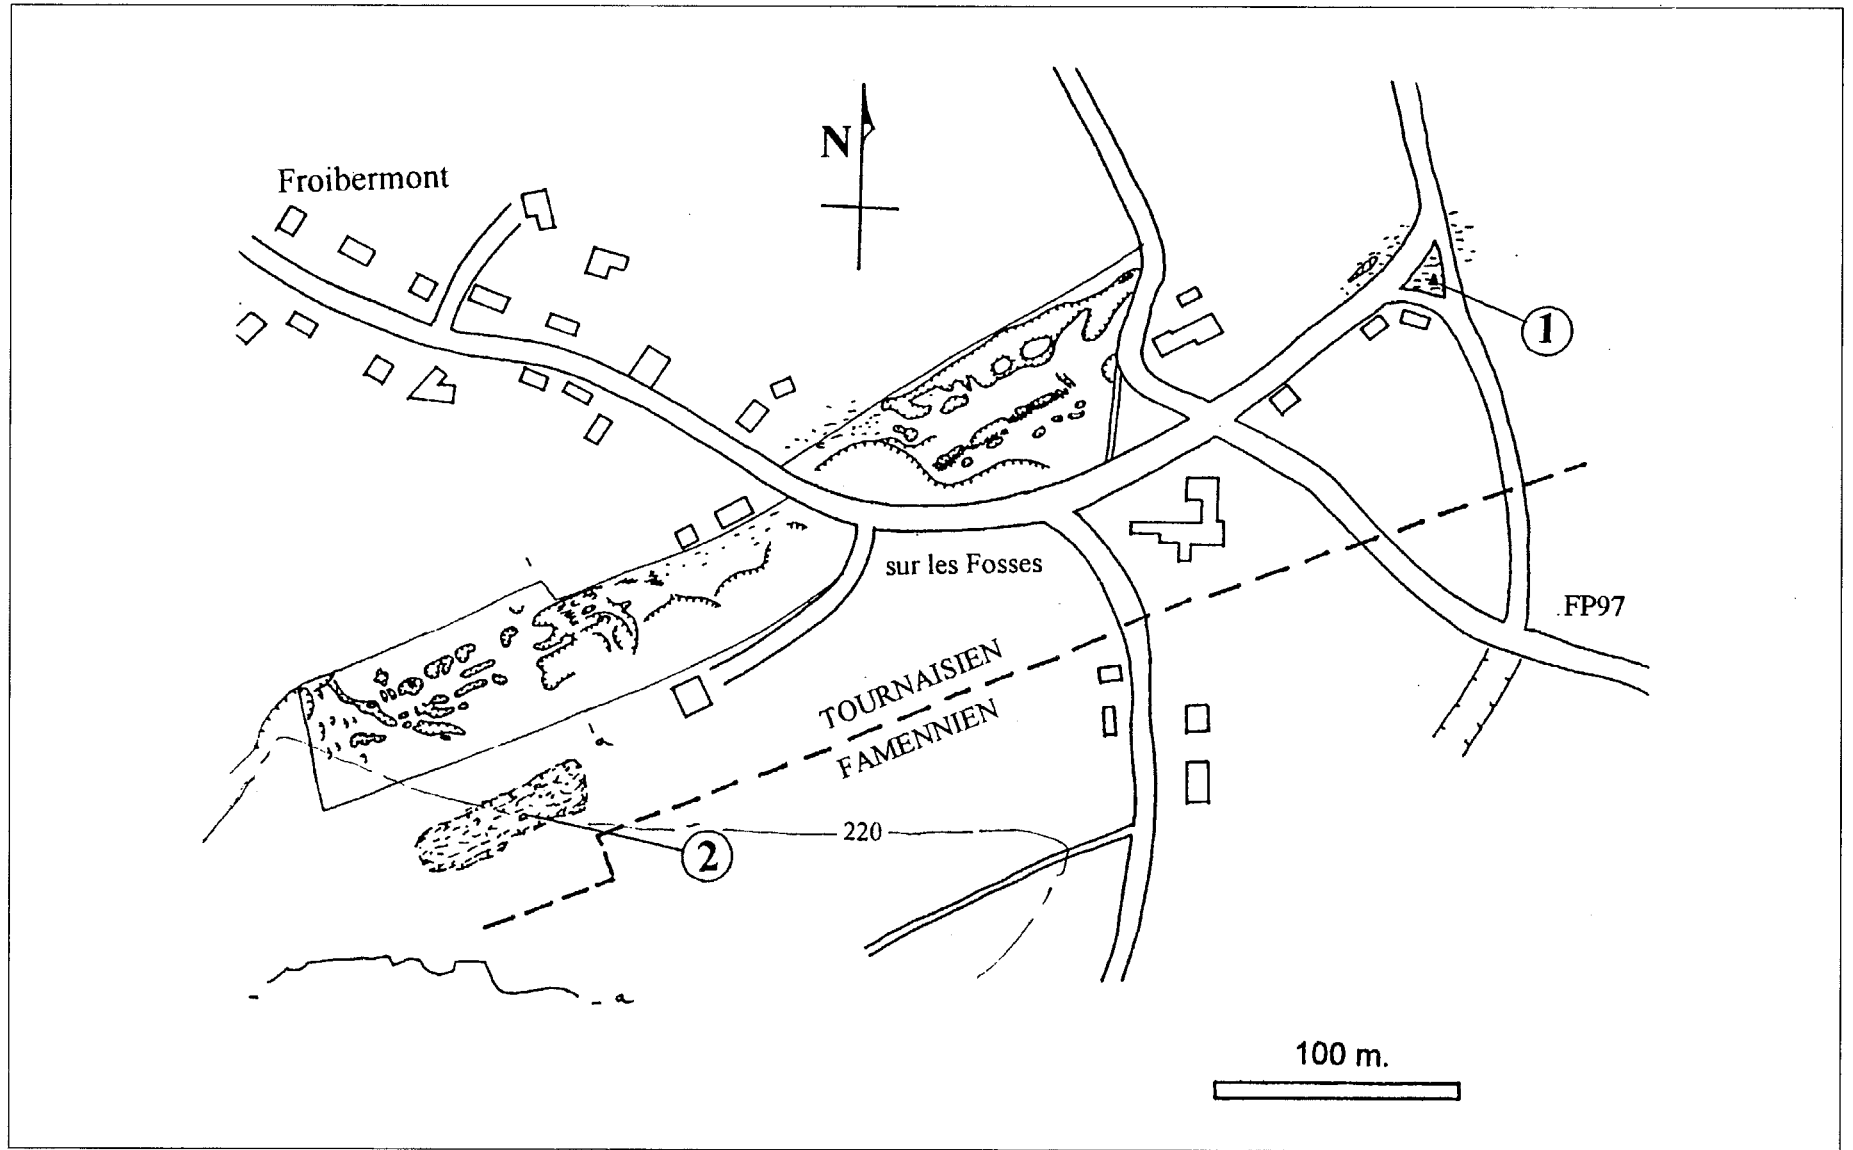 N
Froibermont
1
sur les Fosses
.FP97
TOURNAISIEN
FAMENNIEN
a
220
2
a
100 m.